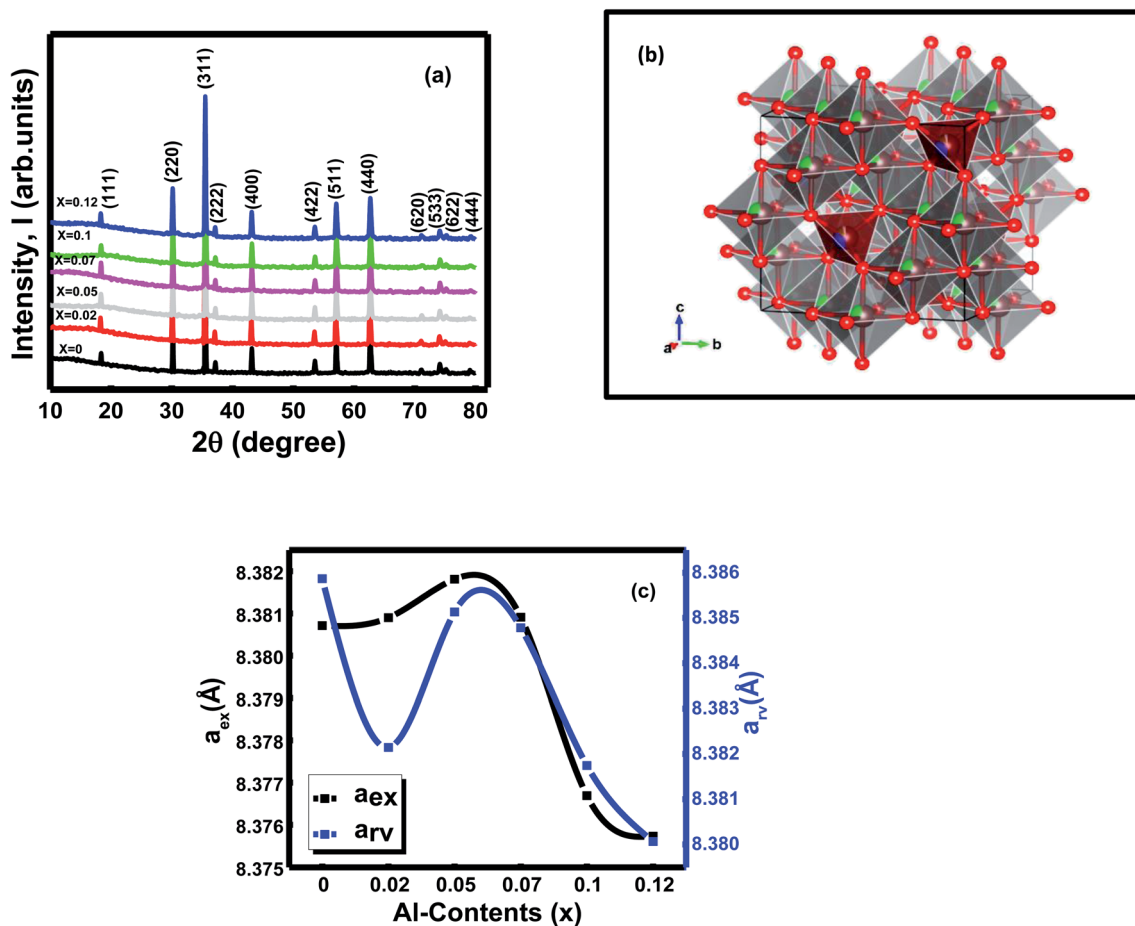 (a)
Intensity, I (arb.units)
(111)
(220)
(311)
(222)
(400)
(422)
(511)
(440)
(620)
(533)
(622)
(444)
X=0.12
X=0.1
X=0.07
X=0.05
X=0.02
X=0
10 20 30 40 50 60 70 80
2θ (degree)
(b)
c
a
b
(c)
8.382
8.381
8.380
8.379
8.378
8.377
8.376
8.375
aex(Å)
8.386
8.385
8.384
8.383
8.382
8.381
8.380
arv(Å)
aex
arv
0 0.02 0.05 0.07 0.1 0.12
Al-Contents (x)